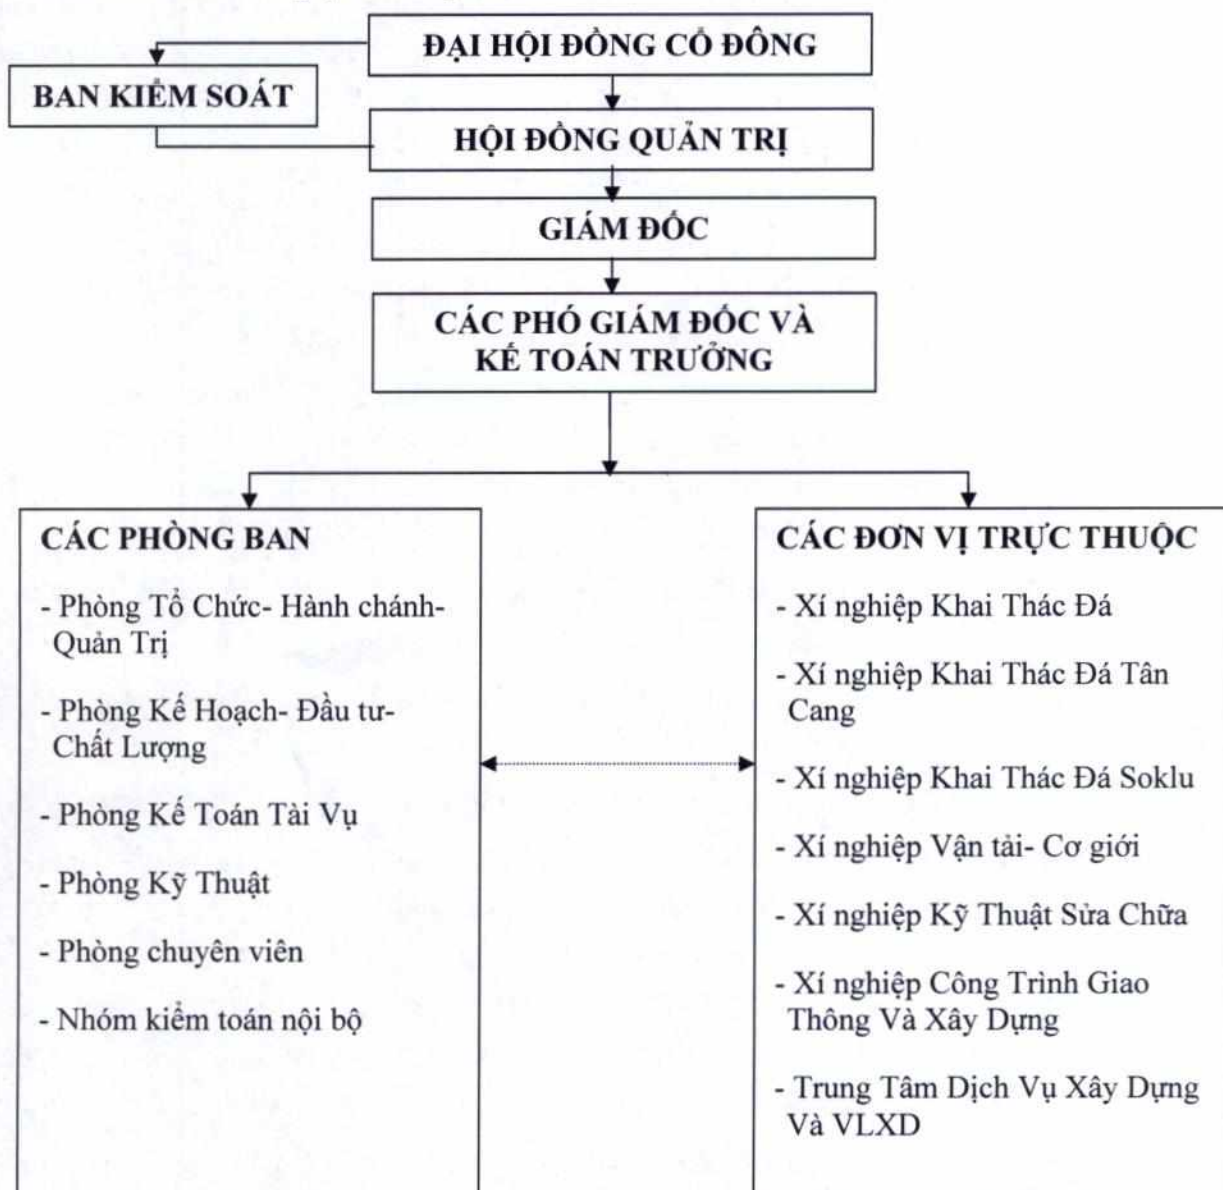 ĐẠI HỘI ĐỒNG CỔ ĐÔNG
BAN KIỂM SOÁT
HỘI ĐỒNG QUẢN TRỊ
GIÁM ĐỐC
CÁC PHÓ GIÁM ĐỐC VÀ
KẾ TOÁN TRƯỞNG
CÁC PHÒNG BAN
- Phòng Tổ Chức- Hành chánh-
Quản Trị
- Phòng Kế Hoạch- Đầu tư-
Chất Lượng
- Phòng Kế Toán Tài Vụ
- Phòng Kỹ Thuật
- Phòng chuyên viên
- Nhóm kiểm toán nội bộ
CÁC ĐƠN VỊ TRỰC THUỘC
- Xí nghiệp Khai Thác Đá
- Xí nghiệp Khai Thác Đá Tân
Cang
- Xí nghiệp Khai Thác Đá Soklu
- Xí nghiệp Vận tải- Cơ giới
- Xí nghiệp Kỹ Thuật Sửa Chữa
- Xí nghiệp Công Trình Giao
Thông Và Xây Dựng
- Trung Tâm Dịch Vụ Xây Dựng
Và VLXD